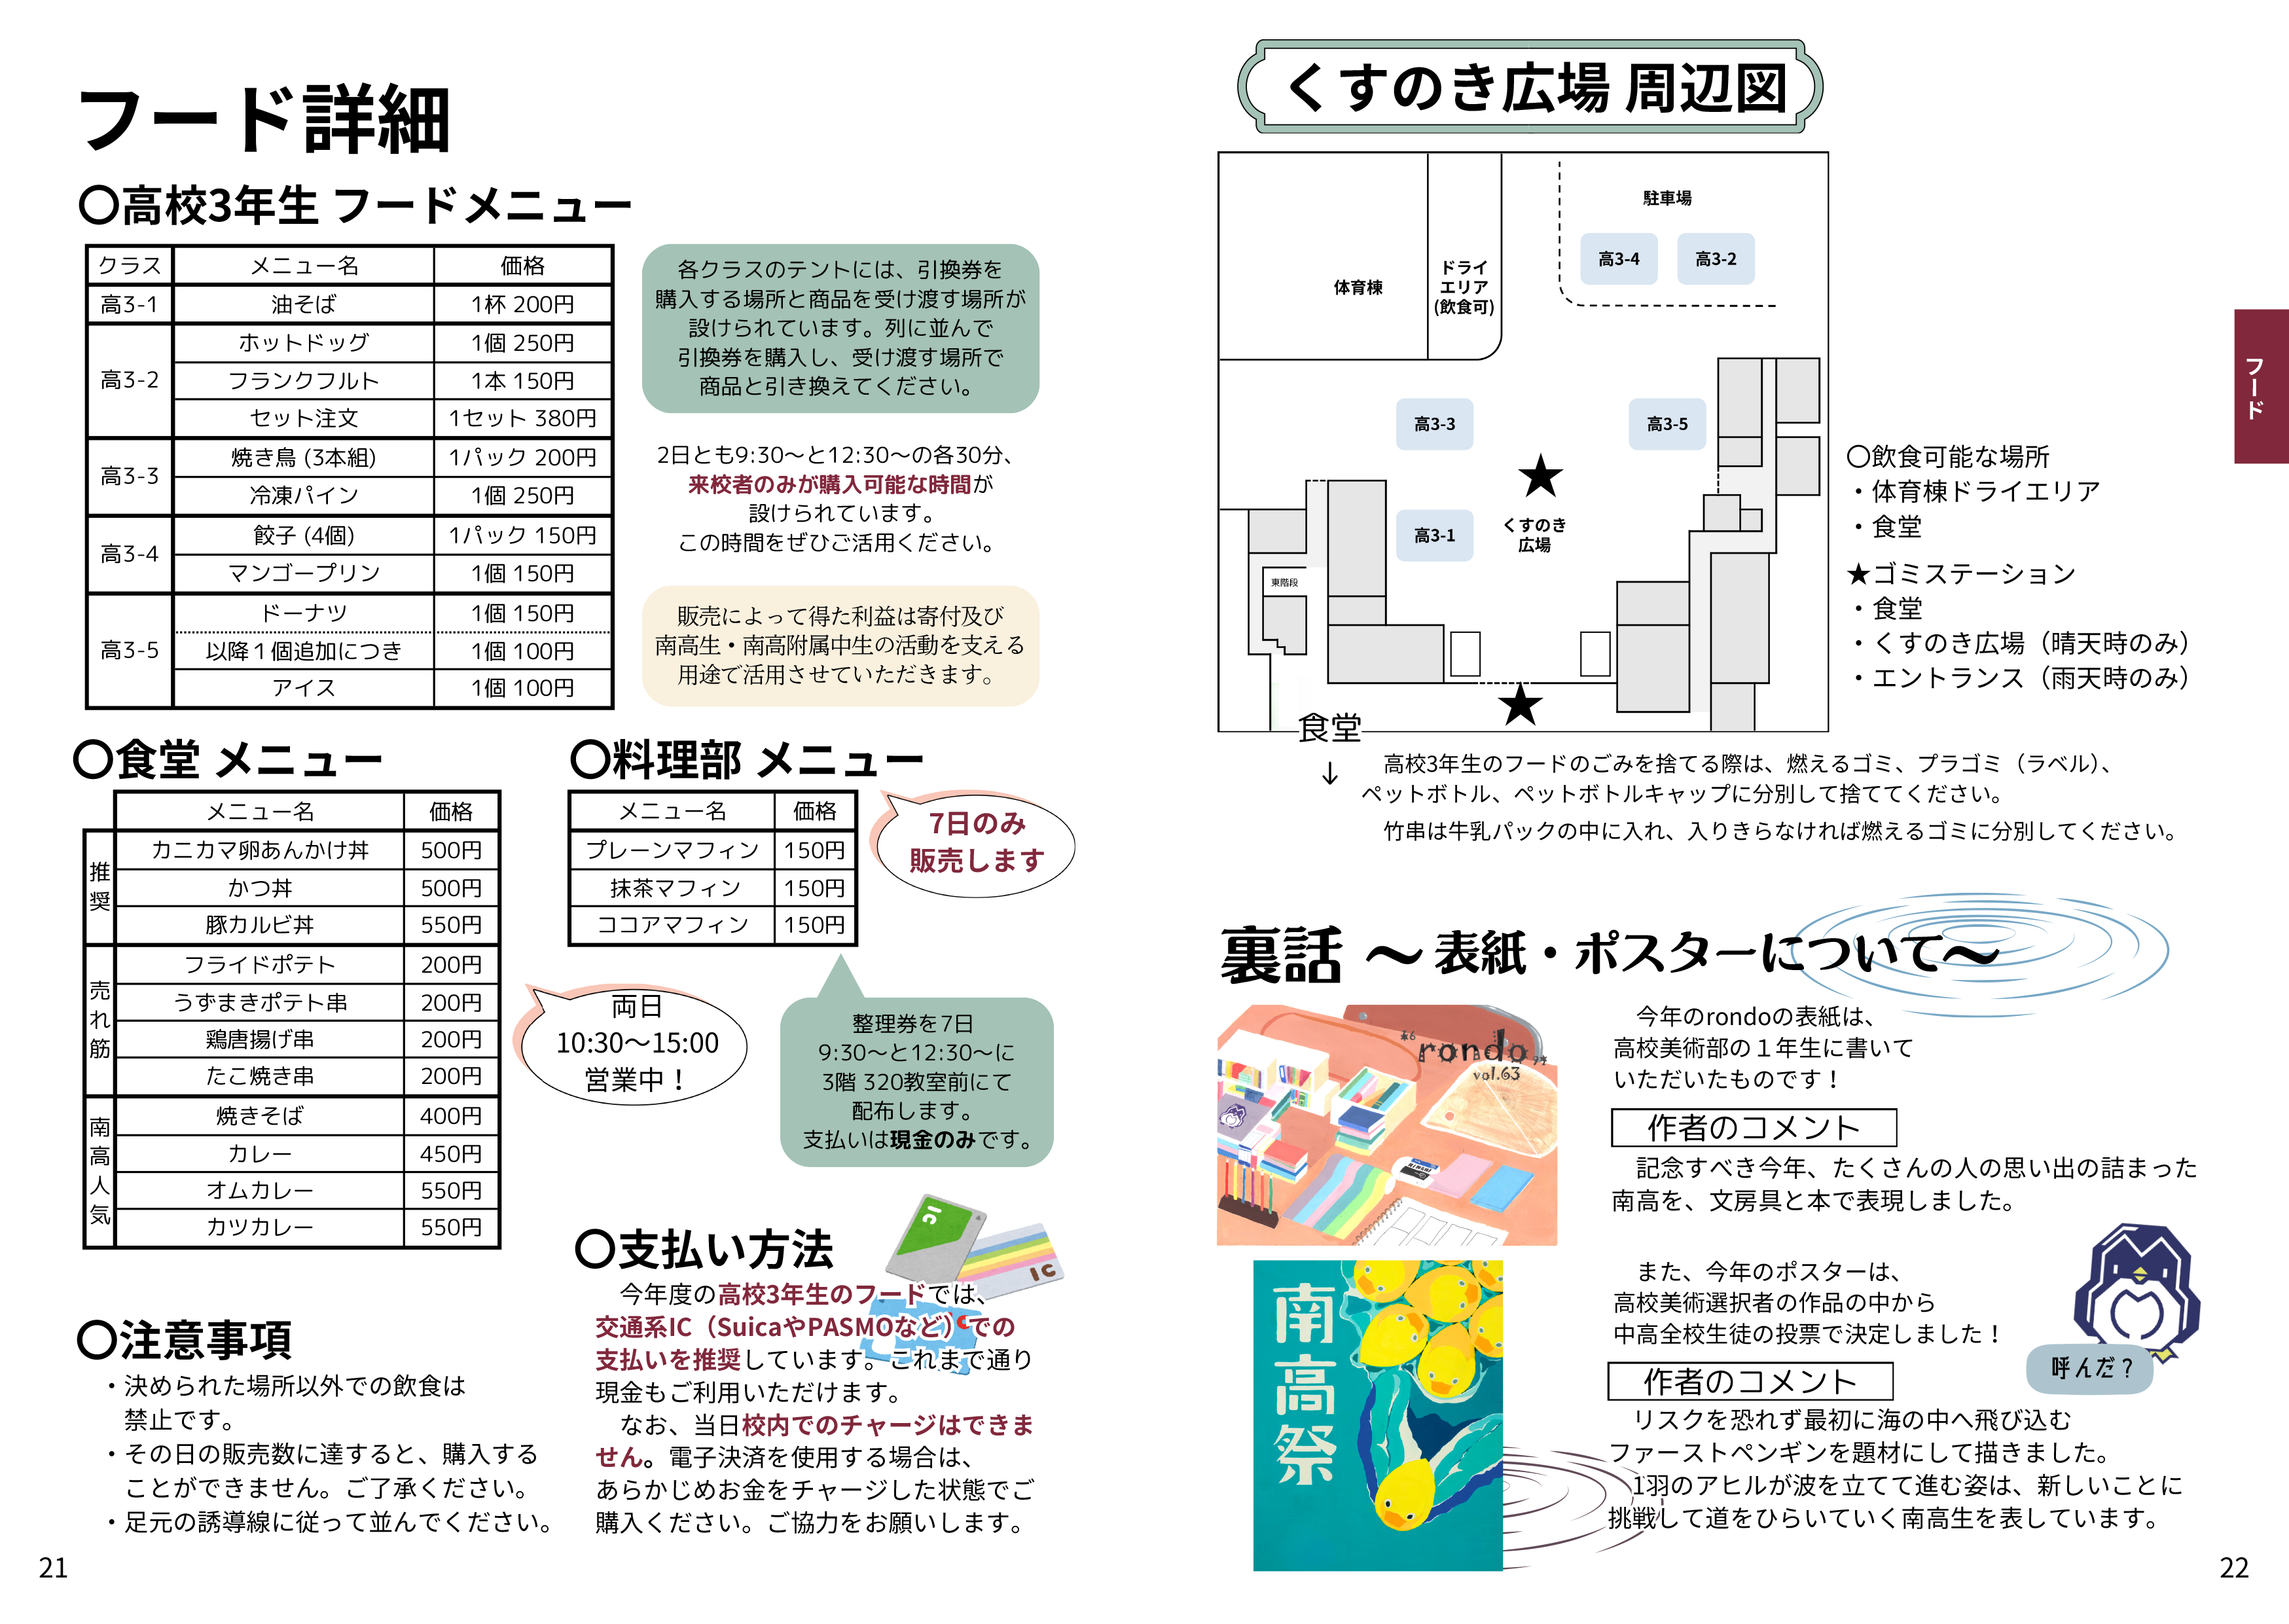 フード詳細
〇高校3年生 フードメニュー
クラス メニュー名 価格
高3-1 油そば 1杯 200円
高3-2 ホットドッグ 1個 250円
フランクフルト 1本 150円
セット注文 1セット 380円
高3-3 焼き鳥 (3本組) 1パック 200円
冷凍パイン 1個 250円
高3-4 餃子 (4個) 1パック 150円
マンゴープリン 1個 150円
高3-5 ドーナツ 1個 150円
以降１個追加につき 1個 100円
アイス 1個 100円
各クラスのテントには、引換券を
購入する場所と商品を受け渡す場所が
設けられています。列に並んで
引換券を購入し、受け渡す場所で
商品と引き換えてください。
2日とも9:30～と12:30～の各30分、
来校者のみが購入可能な時間が
設けられています。
この時間をぜひご活用ください。
販売によって得た利益は寄付及び
南高生・南高附属中生の活動を支える
用途で活用させていただきます。
〇食堂 メニュー
メニュー名 価格
推奨
カニカマ卵あんかけ丼 500円
かつ丼 500円
豚カルビ丼 550円
売れ筋
フライドポテト 200円
うずまきポテト串 200円
鶏唐揚げ串 200円
たこ焼き串 200円
南高人気
焼きそば 400円
カレー 450円
オムカレー 550円
カツカレー 550円
両日
10:30～15:00
営業中！
〇料理部 メニュー
メニュー名 価格
プレーンマフィン 150円
抹茶マフィン 150円
ココアマフィン 150円
7日のみ
販売します
整理券を7日
9:30～と12:30～に
3階 320教室前にて
配布します。
支払いは現金のみです。
〇支払い方法
IC
IC
今年度の高校3年生のフードでは、
交通系IC（SuicaやPASMOなど）での
支払いを推奨しています。これまで通り
現金もご利用いただけます。
なお、当日校内でのチャージはできま
せん。電子決済を使用する場合は、
あらかじめお金をチャージした状態でご
購入ください。ご協力をお願いします。
〇注意事項
・決められた場所以外での飲食は
禁止です。
・その日の販売数に達すると、購入する
ことができません。ご了承ください。
・足元の誘導線に従って並んでください。
21
くすのき広場 周辺図
駐車場
高3-4
高3-2
体育棟
ドライ
エリア
(飲食可)
高3-3
高3-5
高3-1
くすのき
広場
東階段
食堂
↓
フード
〇飲食可能な場所
・体育棟ドライエリア
・食堂
★ゴミステーション
・食堂
・くすのき広場（晴天時のみ）
・エントランス（雨天時のみ）
高校3年生のフードのごみを捨てる際は、燃えるゴミ、プラゴミ（ラベル）、
ペットボトル、ペットボトルキャップに分別して捨ててください。
竹串は牛乳パックの中に入れ、入りきらなければ燃えるゴミに分別してください。
裏話 ～表紙・ポスターについて～
rondo
vol.63
今年のrondoの表紙は、
高校美術部の１年生に書いて
いただいたものです！
作者のコメント
記念すべき今年、たくさんの人の思い出の詰まった
南高を、文房具と本で表現しました。
南高祭
また、今年のポスターは、
高校美術選択者の作品の中から
中高全校生徒の投票で決定しました！
呼んだ？
作者のコメント
リスクを恐れず最初に海の中へ飛び込む
ファーストペンギンを題材にして描きました。
1羽のアヒルが波を立てて進む姿は、新しいことに
挑戦して道をひらいていく南高生を表しています。
22